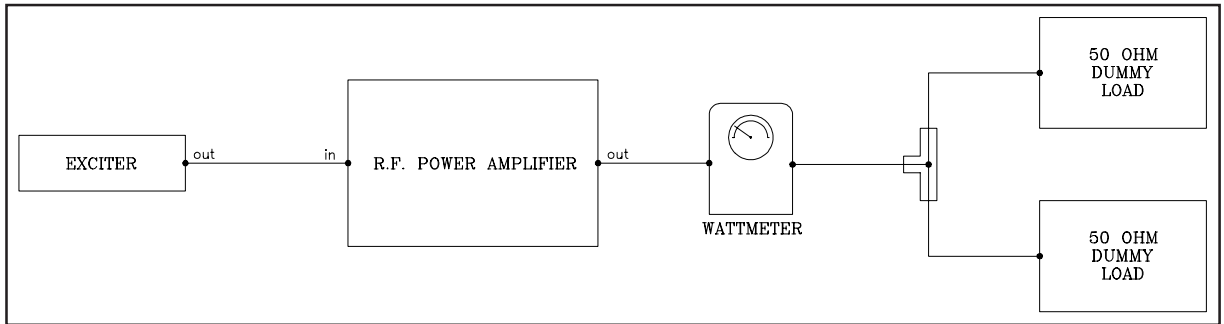 EXCITER
out
in
R.F. POWER AMPLIFIER
out
WATTMETER
50 OHM
DUMMY
LOAD
50 OHM
DUMMY
LOAD